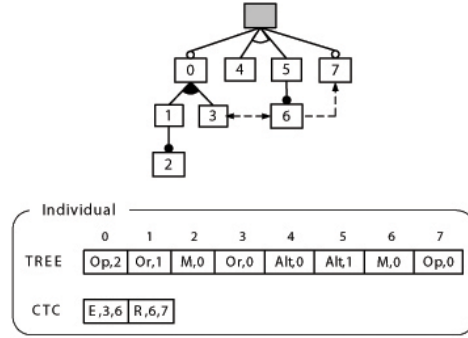 0
4
5
7
1
3
6
2
Individual
0 1 2 3 4 5 6 7
TREE Op,2 Or,1 M,0 Or,0 Alt,0 Alt,1 M,0 Op,0
CTC E,3,6 R,6,7